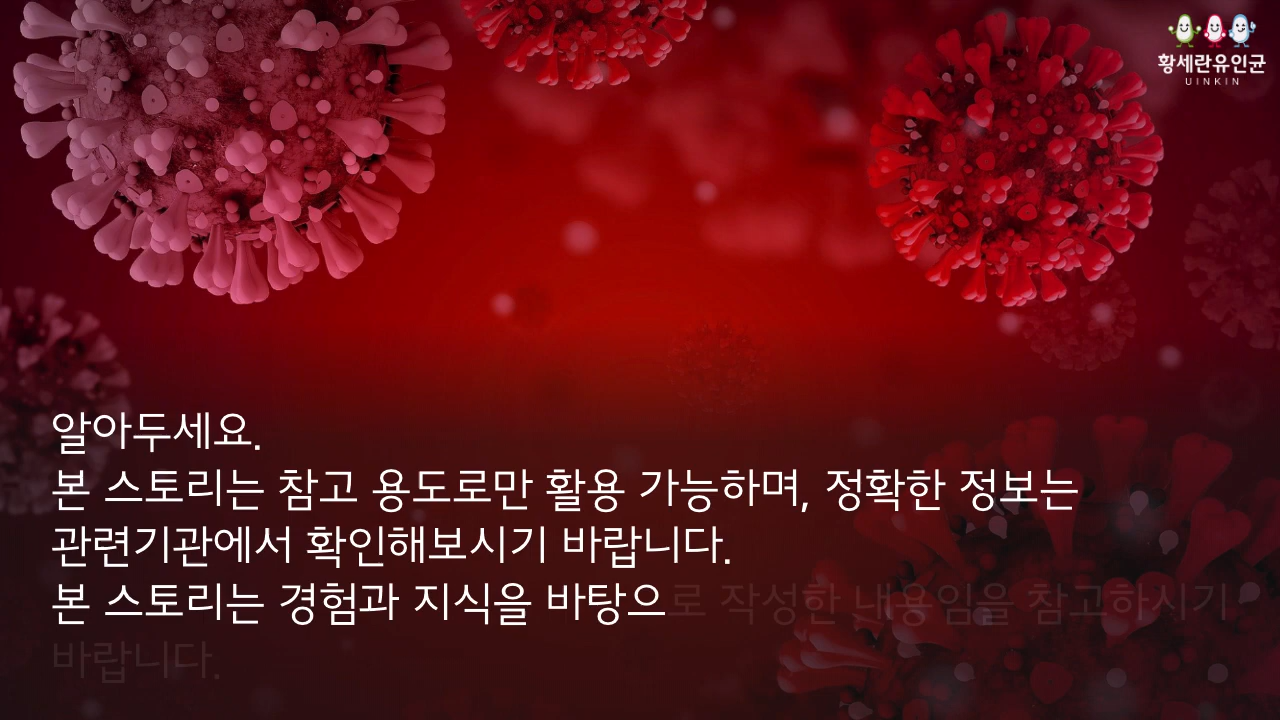 황세란유인균
UINKIN
알아두세요.
본 스토리는 참고 용도로만 활용 가능하며, 정확한 정보는
관련기관에서 확인해보시기 바랍니다.
본 스토리는 경험과 지식을 바탕으로 작성한 내용임을 참고하시기
바랍니다.